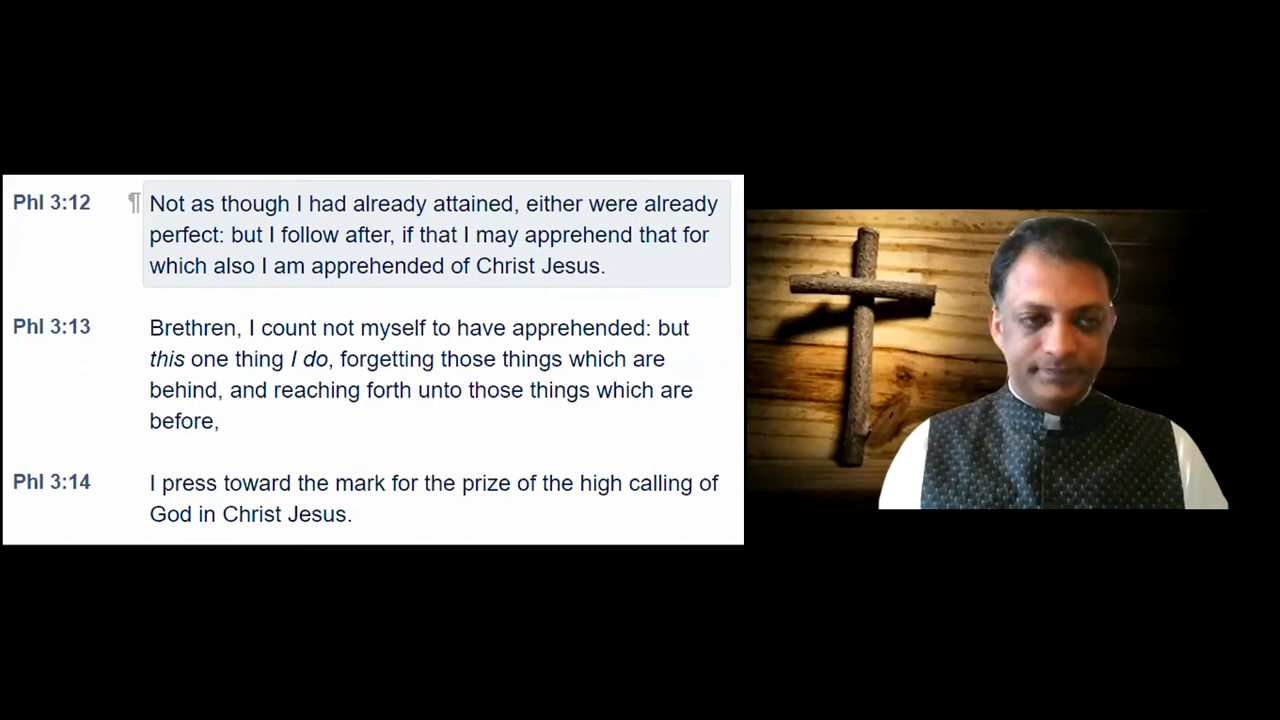 Phl 3:12 ¶ Not as though I had already attained, either were already
perfect: but I follow after, if that I may apprehend that for
which also I am apprehended of Christ Jesus.
Phl 3:13 Brethren, I count not myself to have apprehended: but
this one thing I do, forgetting those things which are
behind, and reaching forth unto those things which are
before,
Phl 3:14 I press toward the mark for the prize of the high calling of
God in Christ Jesus.